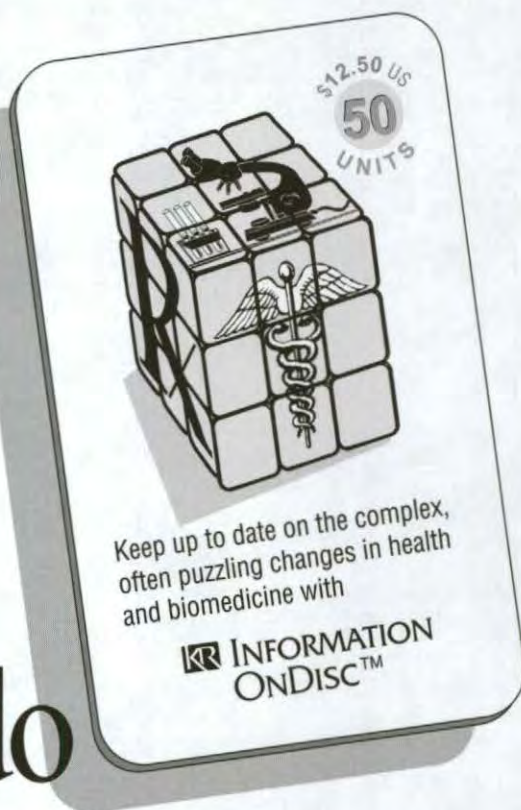 $12.50 US
50
UNITS
Rx
Keep up to date on the complex,
often puzzling changes in health
and biomedicine with
KR INFORMATION
ONDISC™